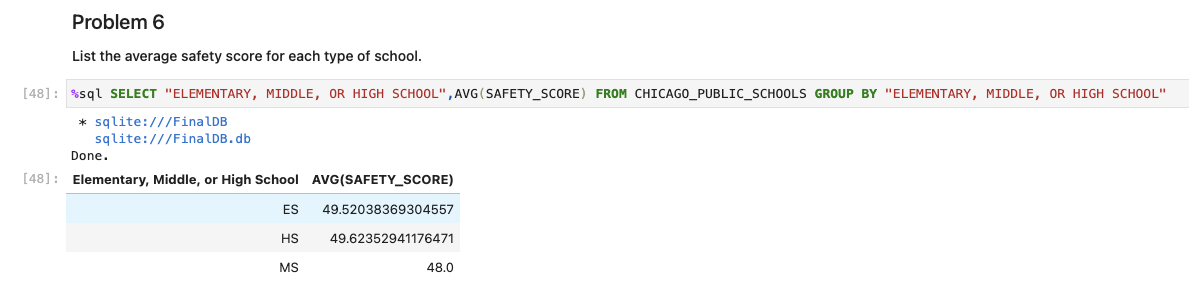 Problem 6
List the average safety score for each type of school.
[48]: %sql SELECT "ELEMENTARY, MIDDLE, OR HIGH SCHOOL",AVG(SAFETY_SCORE) FROM CHICAGO_PUBLIC_SCHOOLS GROUP BY "ELEMENTARY, MIDDLE, OR HIGH SCHOOL"
* sqlite:///FinalDB
sqlite:///FinalDB.db
Done.
[48]: Elementary, Middle, or High School AVG(SAFETY_SCORE)
ES 49.52038369304557
HS 49.62352941176471
MS 48.0